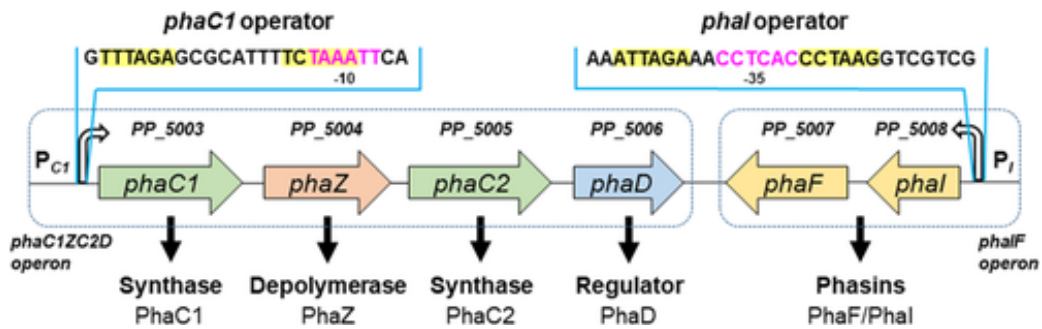 phaC1 operator phaI operator
GTTTAGAGCGCATTTTCTAAATTCA AAATTAGAAACCTCACCCTAAGGTCGTCG
-10 -35
PP_5003 PP_5004 PP_5005 PP_5006 PP_5007 PP_5008
PC1 PI
phaC1 phaZ phaC2 phaD phaF phaI
phaC1ZC2D
operon
phaIF
operon
Synthase Depolymerase Synthase Regulator Phasins
PhaC1 PhaZ PhaC2 PhaD PhaF/PhaI